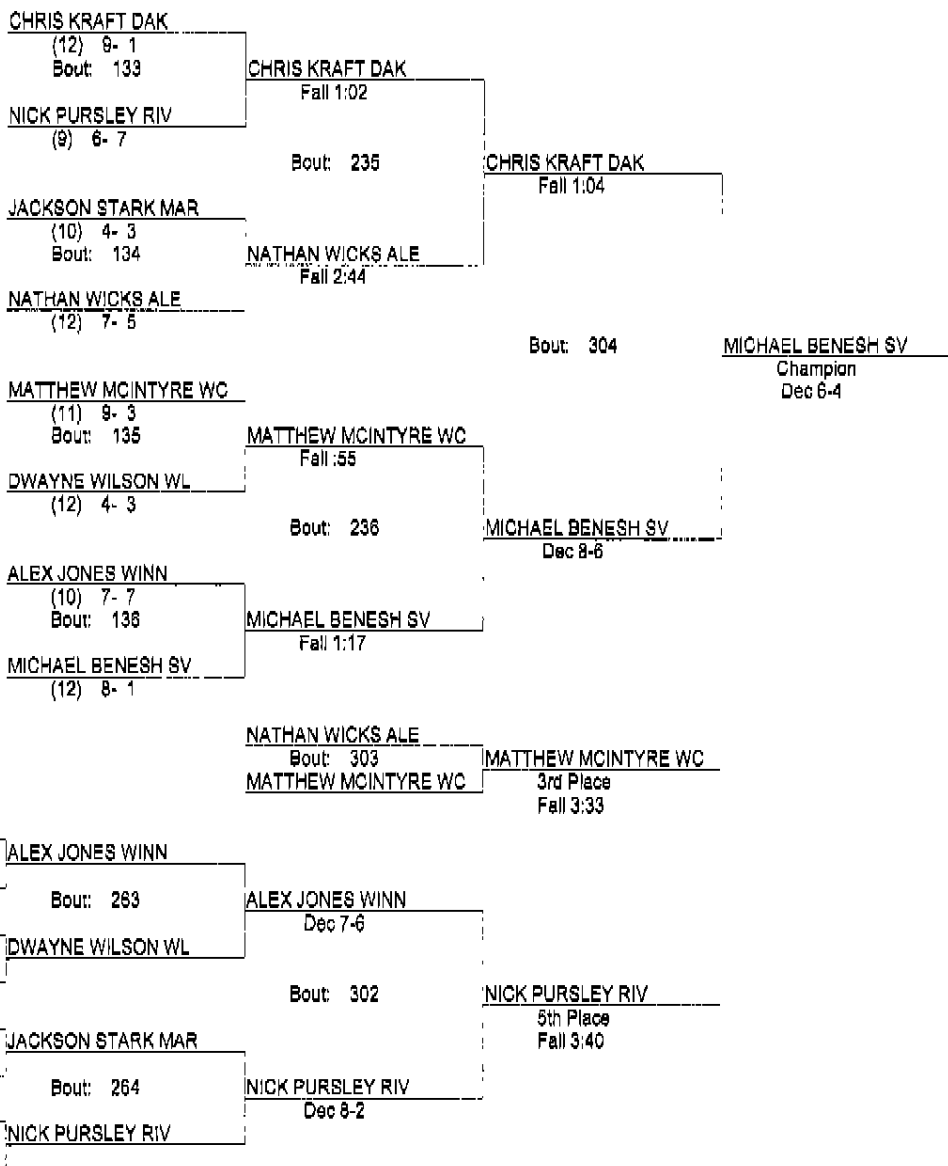 CHRIS KRAFT DAK
(12) 9- 1
Bout: 133
CHRIS KRAFT DAK
Fall 1:02
NICK PURSLEY RIV
(9) 6- 7
Bout: 235
CHRIS KRAFT DAK
Fall 1:04
JACKSON STARK MAR
(10) 4- 3
Bout: 134
NATHAN WICKS ALE
Fall 2:44
NATHAN WICKS ALE
(12) 7- 5
Bout: 304
MICHAEL BENESH SV
Champion
Dec 6-4
MATTHEW MCINTYRE WC
(11) 9- 3
Bout: 135
MATTHEW MCINTYRE WC
Fall :55
DWAYNE WILSON WL
(12) 4- 3
Bout: 236
MICHAEL BENESH SV
Dec 8-6
ALEX JONES WINN
(10) 7- 7
Bout: 136
MICHAEL BENESH SV
Fall 1:17
MICHAEL BENESH SV
(12) 8- 1
NATHAN WICKS ALE
Bout: 303
MATTHEW MCINTYRE WC
MATTHEW MCINTYRE WC
3rd Place
Fall 3:33
ALEX JONES WINN
Bout: 263
ALEX JONES WINN
Dec 7-6
DWAYNE WILSON WL
Bout: 302
NICK PURSLEY RIV
5th Place
Fall 3:40
JACKSON STARK MAR
Bout: 264
NICK PURSLEY RIV
Dec 8-2
NICK PURSLEY RIV